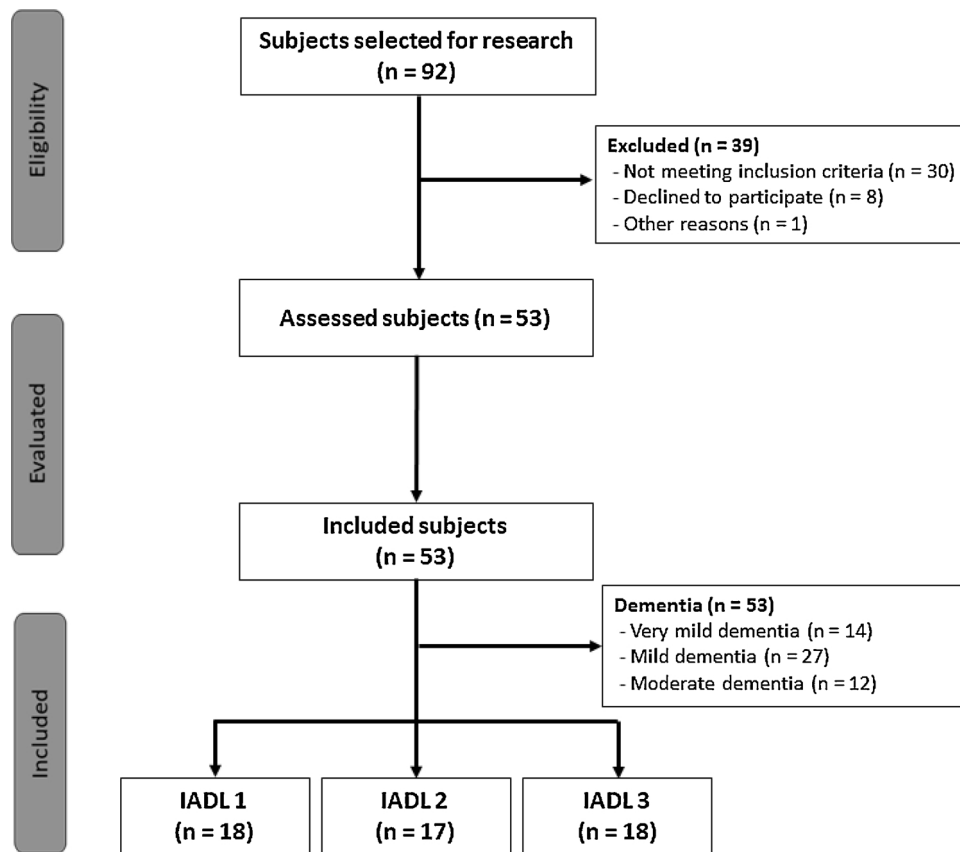 Eligibility
Subjects selected for research
(n = 92)
Excluded (n = 39)
- Not meeting inclusion criteria (n = 30)
- Declined to participate (n = 8)
- Other reasons (n = 1)
Assessed subjects (n = 53)
Evaluated
Included subjects
(n = 53)
Dementia (n = 53)
- Very mild dementia (n = 14)
- Mild dementia (n = 27)
- Moderate dementia (n = 12)
Included
IADL 1
(n = 18)
IADL 2
(n = 17)
IADL 3
(n = 18)